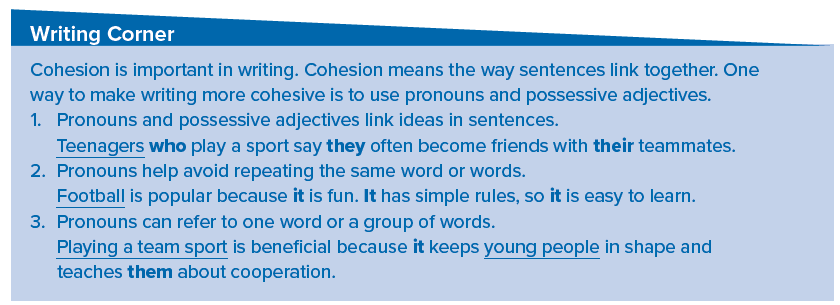 Writing Corner
Cohesion is important in writing. Cohesion means the way sentences link together. One
way to make writing more cohesive is to use pronouns and possessive adjectives.
1. Pronouns and possessive adjectives link ideas in sentences.
Teenagers who play a sport say they often become friends with their teammates.
2. Pronouns help avoid repeating the same word or words.
Football is popular because it is fun. It has simple rules, so it is easy to learn.
3. Pronouns can refer to one word or a group of words.
Playing a team sport is beneficial because it keeps young people in shape and
teaches them about cooperation.